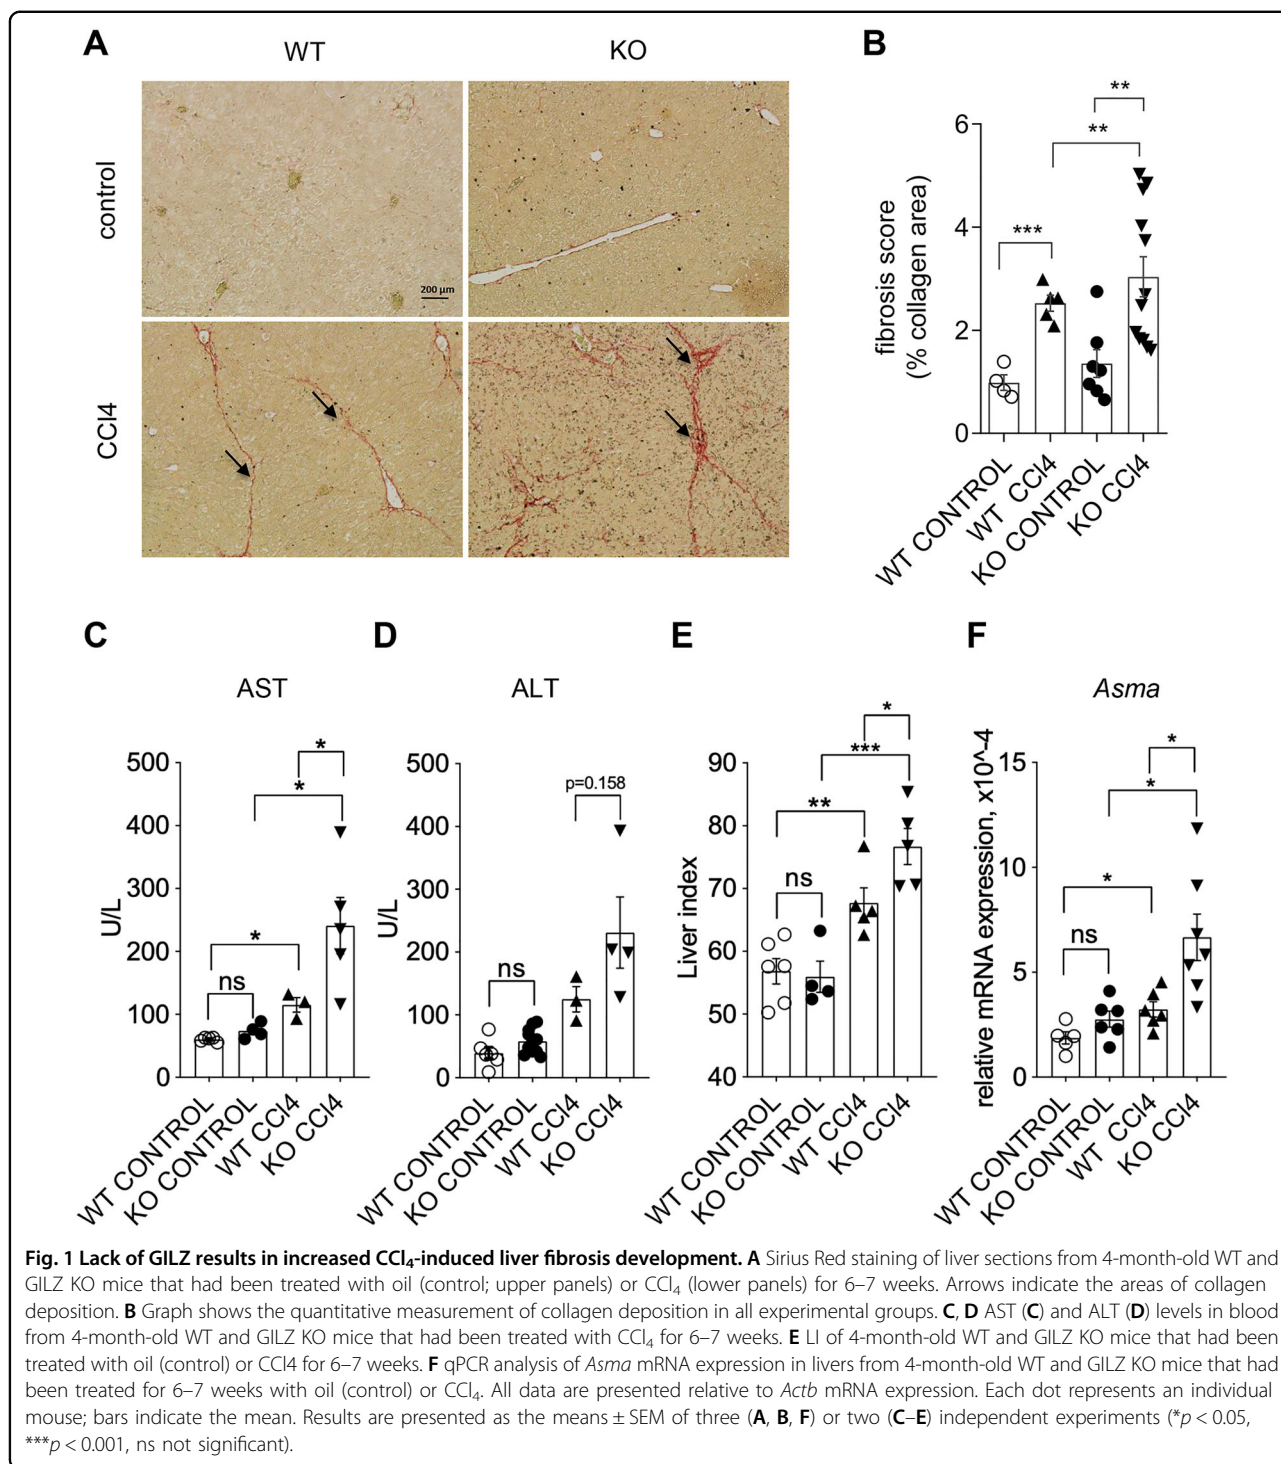 A
WT
KO
control
CCl4
200 µm
B
fibrosis score
(% collagen area)
6
4
2
0
***
**
**
WT CONTROL
WT CCl4
KO CONTROL
KO CCl4
C
AST
U/L
500
400
300
200
100
0
ns
*
*
*
WT CONTROL
KO CONTROL
WT CCl4
KO CCl4
D
ALT
U/L
500
400
300
200
100
0
ns
p=0.158
WT CONTROL
KO CONTROL
WT CCl4
KO CCl4
E
Liver index
90
80
70
60
50
40
ns
**
***
*
WT CONTROL
KO CONTROL
WT CCl4
KO CCl4
F
Asma
relative mRNA expression, x10^-4
15
10
5
0
ns
*
*
*
WT CONTROL
KO CONTROL
WT CCl4
KO CCl4
Fig. 1 Lack of GILZ results in increased CCl₄-induced liver fibrosis development. A Sirius Red staining of liver sections from 4-month-old WT and
GILZ KO mice that had been treated with oil (control; upper panels) or CCl₄ (lower panels) for 6–7 weeks. Arrows indicate the areas of collagen
deposition. B Graph shows the quantitative measurement of collagen deposition in all experimental groups. C, D AST (C) and ALT (D) levels in blood
from 4-month-old WT and GILZ KO mice that had been treated with CCl₄ for 6–7 weeks. E LI of 4-month-old WT and GILZ KO mice that had been
treated with oil (control) or CCl4 for 6–7 weeks. F qPCR analysis of Asma mRNA expression in livers from 4-month-old WT and GILZ KO mice that had
been treated for 6–7 weeks with oil (control) or CCl₄. All data are presented relative to Actb mRNA expression. Each dot represents an individual
mouse; bars indicate the mean. Results are presented as the means ± SEM of three (A, B, F) or two (C–E) independent experiments (*p < 0.05,
***p < 0.001, ns not significant).